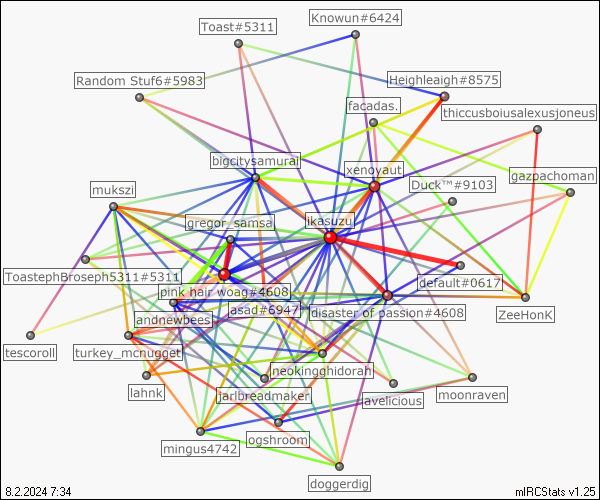 Knowun#6424
Toast#5311
Random Stuf6#5983
Heighleaigh#8575
facadas.
thiccusboiusalexusjoneus
bigcitysamurai
xenoyaut
gazpachoman
Duck™#9103
mukszi
gregor_samsa
ikasuzu
ToastephBroseph5311#5311
default#0617
pink hair woag#4608
asad#6947
disaster of passion#4608
ZeeHonK
andnewbees
tescoroll
turkey_mcnugget
neokingghidorah
lahnk
jarlbreadmaker
lavelicious
moonraven
mingus4742
ogshroom
doggerdig
8.2.2024 7:34
mIRCStats v1.25